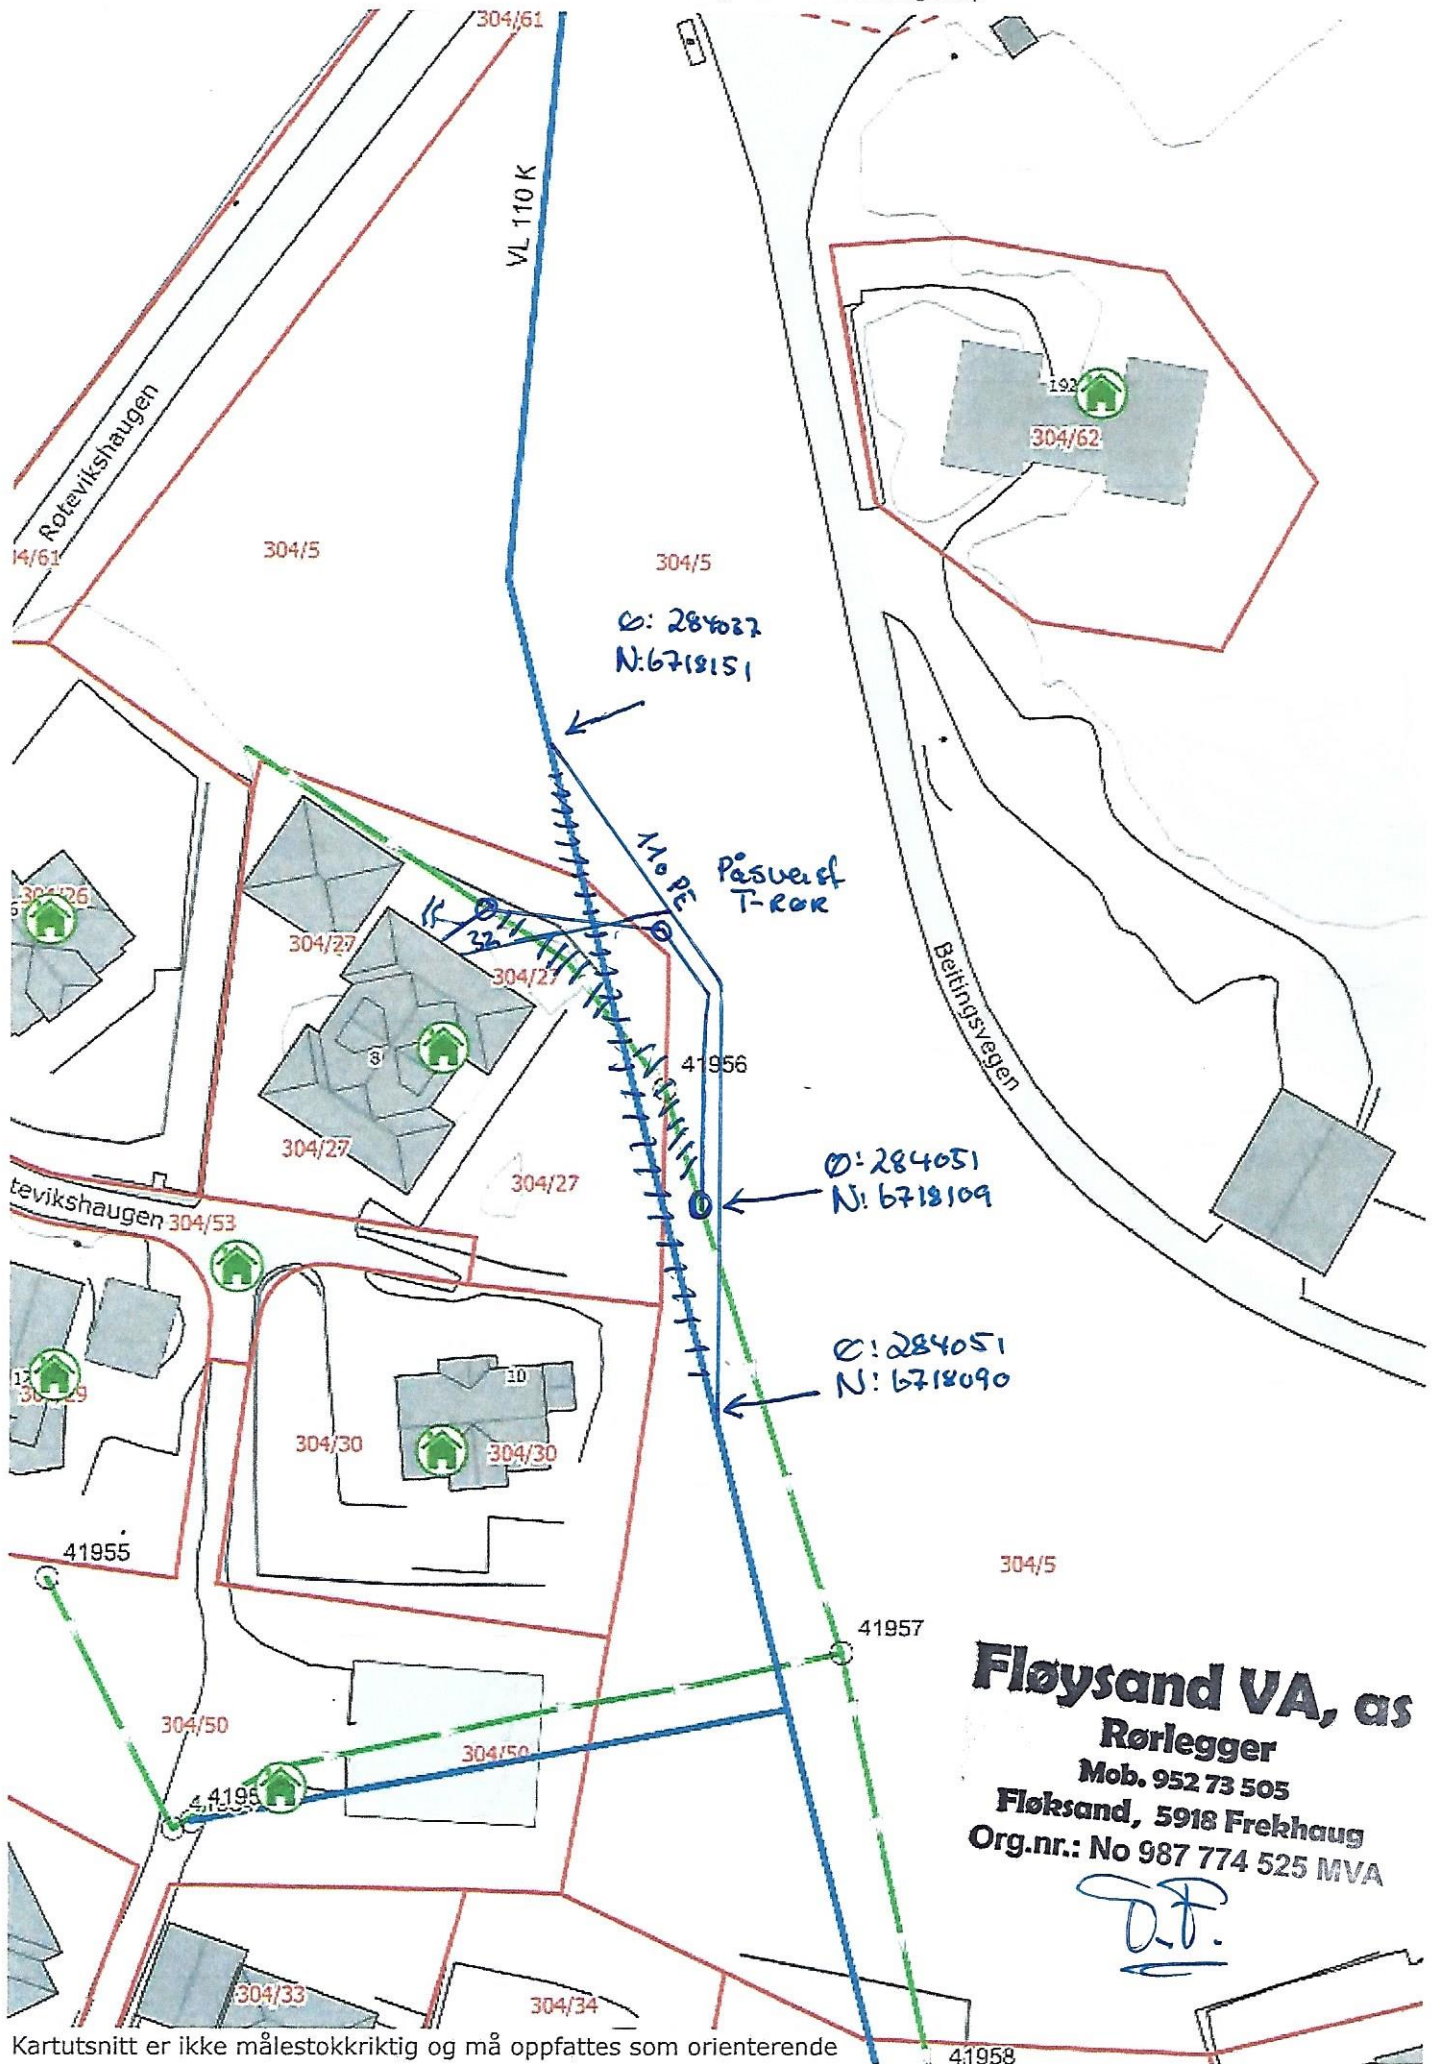 304/61
VL 110 K
192
304/62
Rotevikshaugen
304/5
304/5
Ø: 284037
N: 6718151
110 PE
Påsveist
T-RØR
304/26
304/27
32
304/27
8
41956
Beitingsvegen
304/27
304/27
Ø: 284051
N: 6718109
tevikshaugen
304/53
Ø: 284051
N: 6718090
10
304/30
304/30
41955
304/5
41957
304/50
304/50
Fløysand VA, as
Rørlegger
Mob. 952 73 505
Fløksand, 5918 Frekhaug
Org.nr.: No 987 774 525 MVA
304/33
304/34
Kartutsnitt er ikke målestokkriktig og må oppfattes som orienterende
41958